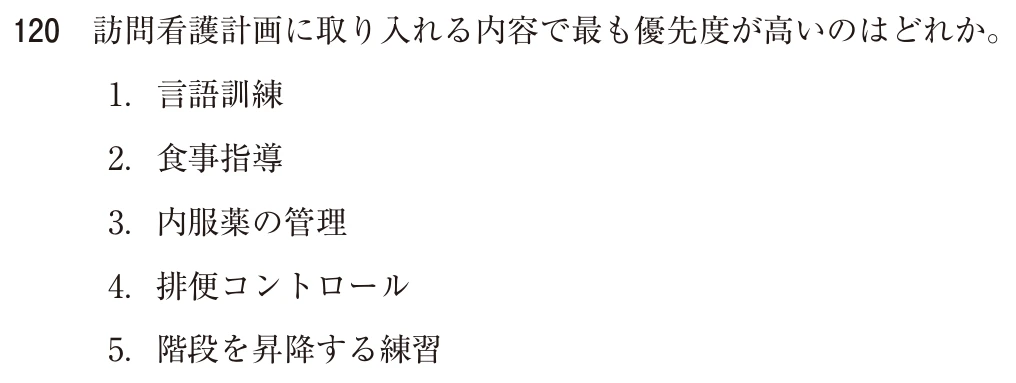 120 訪問看護計画に取り入れる内容で最も優先度が高いのはどれか。
1. 言語訓練
2. 食事指導
3. 内服薬の管理
4. 排便コントロール
5. 階段を昇降する練習